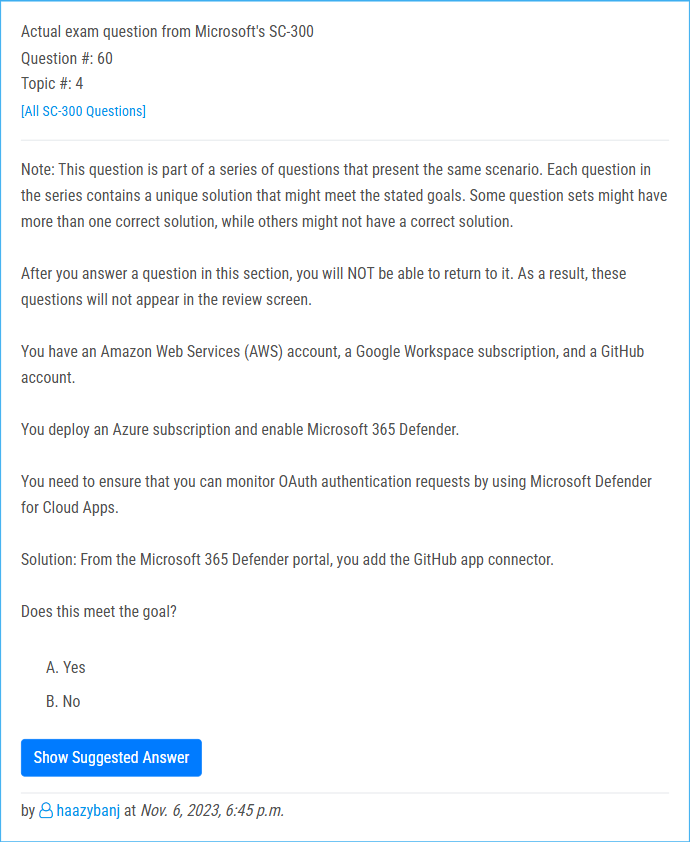 Actual exam question from Microsoft's SC-300
Question #: 60
Topic #: 4
[All SC-300 Questions]
Note: This question is part of a series of questions that present the same scenario. Each question in
the series contains a unique solution that might meet the stated goals. Some question sets might have
more than one correct solution, while others might not have a correct solution.
After you answer a question in this section, you will NOT be able to return to it. As a result, these
questions will not appear in the review screen.
You have an Amazon Web Services (AWS) account, a Google Workspace subscription, and a GitHub
account.
You deploy an Azure subscription and enable Microsoft 365 Defender.
You need to ensure that you can monitor OAuth authentication requests by using Microsoft Defender
for Cloud Apps.
Solution: From the Microsoft 365 Defender portal, you add the GitHub app connector.
Does this meet the goal?
A. Yes
B. No
Show Suggested Answer
by haazybanj at Nov. 6, 2023, 6:45 p.m.